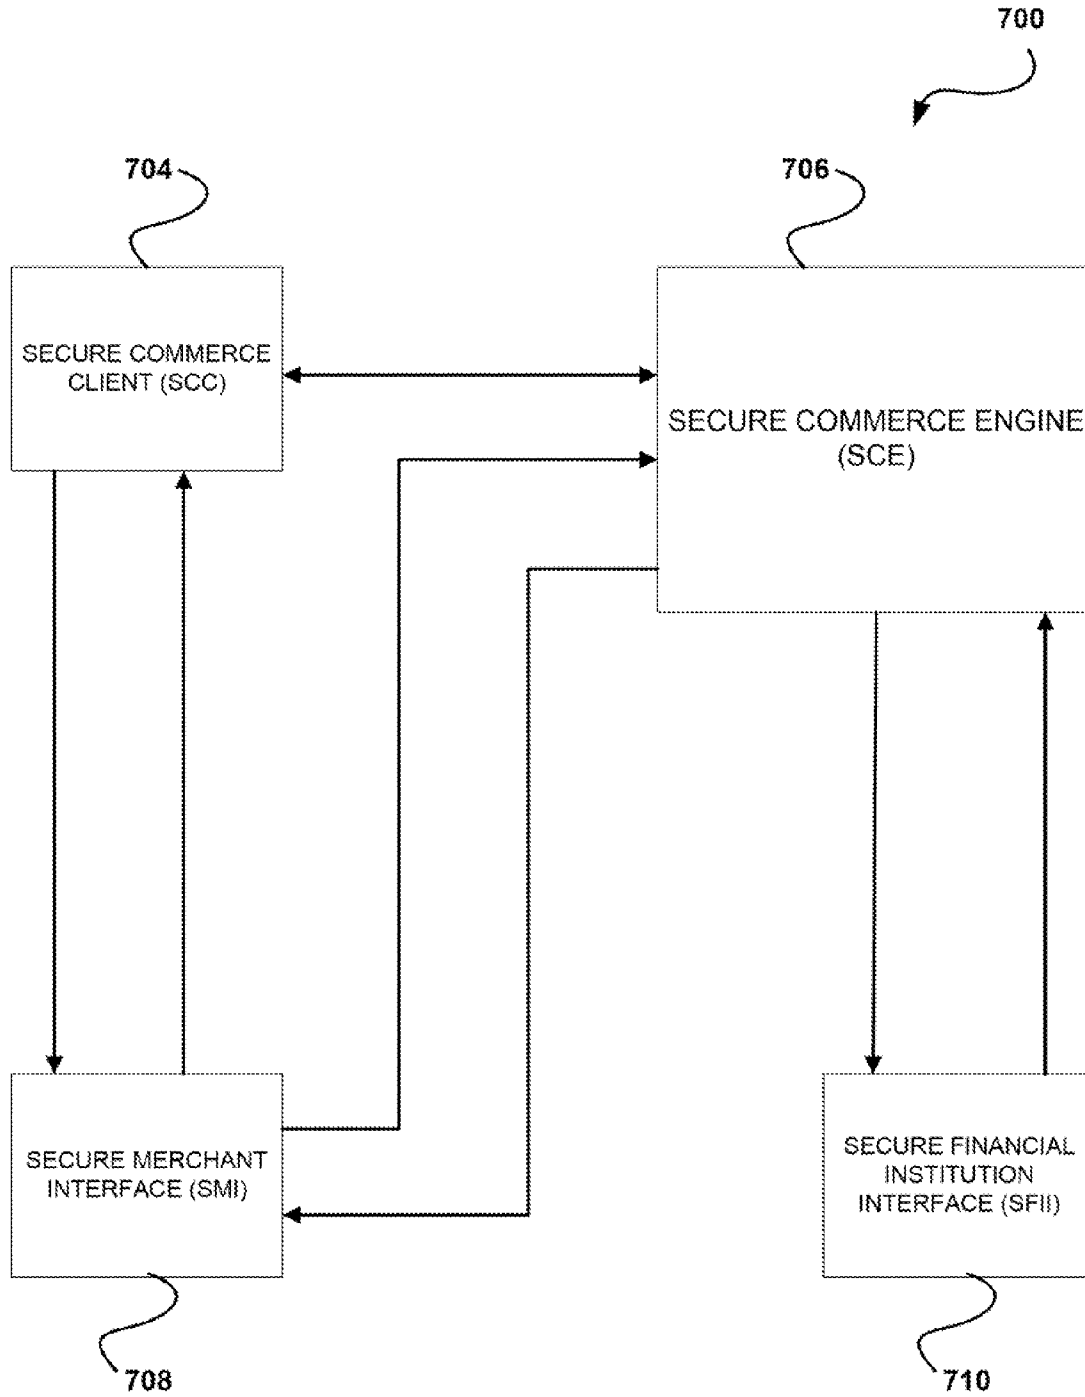 700
704
706
SECURE COMMERCE
CLIENT (SCC)
SECURE COMMERCE ENGINE
(SCE)
SECURE MERCHANT
INTERFACE (SMI)
SECURE FINANCIAL
INSTITUTION
INTERFACE (SFII)
708
710